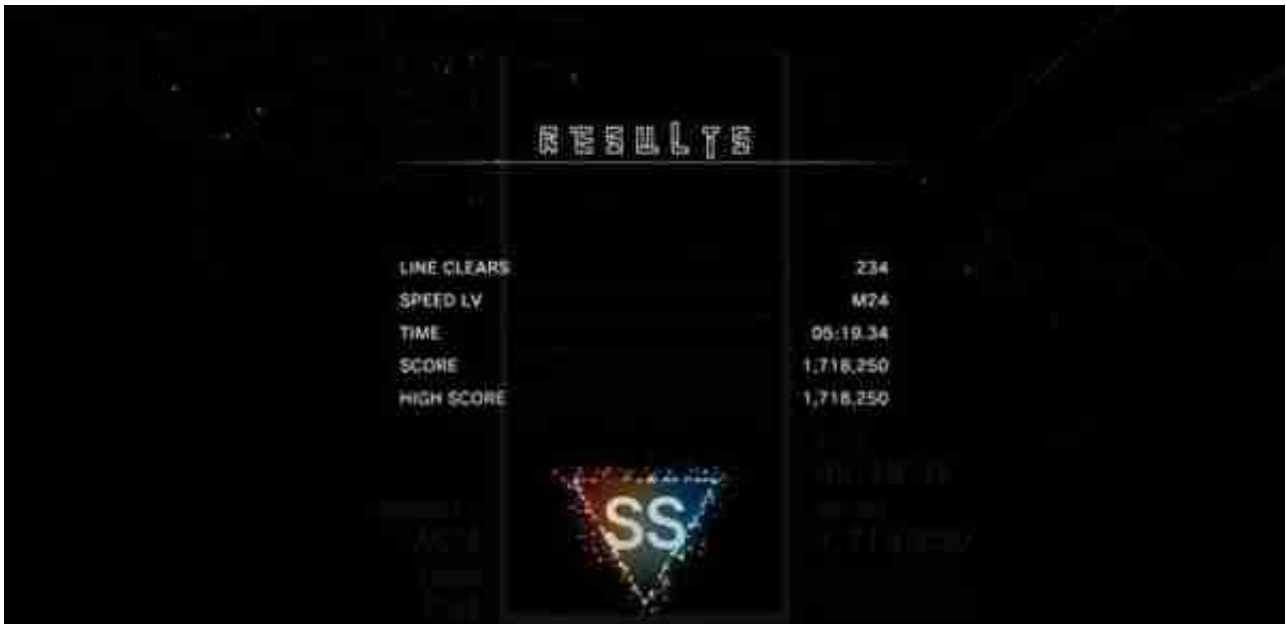 RESULTS
LINE CLEARS 234
SPEED LV M24
TIME 05:19.34
SCORE 1,718,250
HIGH SCORE 1,718,250
SS